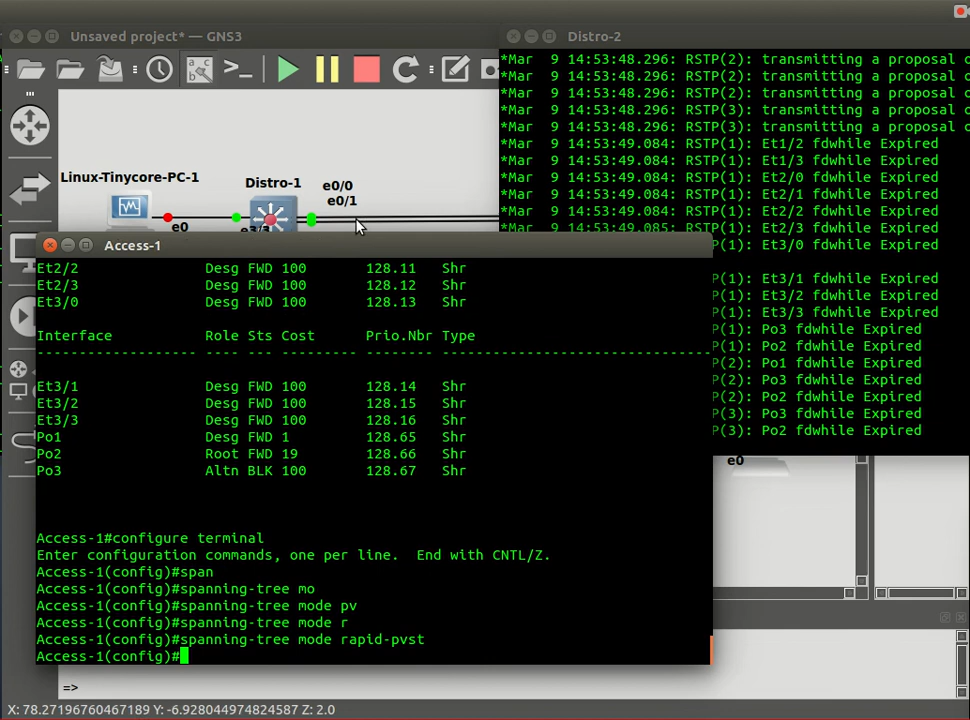 Unsaved project* — GNS3
Distro-2
*Mar  9 14:53:48.296: RSTP(2): transmitting a proposal
*Mar  9 14:53:48.296: RSTP(2): transmitting a proposal
*Mar  9 14:53:48.296: RSTP(2): transmitting a proposal
*Mar  9 14:53:48.296: RSTP(3): transmitting a proposal
*Mar  9 14:53:48.296: RSTP(3): transmitting a proposal
*Mar  9 14:53:49.084: RSTP(1): Et1/2 fdwhile Expired
*Mar  9 14:53:49.084: RSTP(1): Et1/3 fdwhile Expired
*Mar  9 14:53:49.084: RSTP(1): Et2/0 fdwhile Expired
*Mar  9 14:53:49.084: RSTP(1): Et2/1 fdwhile Expired
*Mar  9 14:53:49.084: RSTP(1): Et2/2 fdwhile Expired
*Mar  9 14:53:49.085: RSTP(1): Et2/3 fdwhile Expired
P(1): Et3/0 fdwhile Expired
P(1): Et3/1 fdwhile Expired
P(1): Et3/2 fdwhile Expired
P(1): Et3/3 fdwhile Expired
P(1): Po3 fdwhile Expired
P(1): Po2 fdwhile Expired
P(2): Po1 fdwhile Expired
P(2): Po3 fdwhile Expired
P(2): Po2 fdwhile Expired
P(3): Po3 fdwhile Expired
P(3): Po2 fdwhile Expired
Linux-Tinycore-PC-1
Distro-1
e0/0
e0/1
e0
e3/3
e0
Access-1
Et2/2 Desg FWD 100 128.11 Shr
Et2/3 Desg FWD 100 128.12 Shr
Et3/0 Desg FWD 100 128.13 Shr
Interface Role Sts Cost Prio.Nbr Type
------------------- ---- --- --------- -------- --------------------------------
Et3/1 Desg FWD 100 128.14 Shr
Et3/2 Desg FWD 100 128.15 Shr
Et3/3 Desg FWD 100 128.16 Shr
Po1 Desg FWD 1 128.65 Shr
Po2 Root FWD 19 128.66 Shr
Po3 Altn BLK 100 128.67 Shr
Access-1#configure terminal
Enter configuration commands, one per line.  End with CNTL/Z.
Access-1(config)#span
Access-1(config)#spanning-tree mo
Access-1(config)#spanning-tree mode pv
Access-1(config)#spanning-tree mode r
Access-1(config)#spanning-tree mode rapid-pvst
Access-1(config)#
=>
X: 78.27196760467189 Y: -6.928044974824587 Z: 2.0